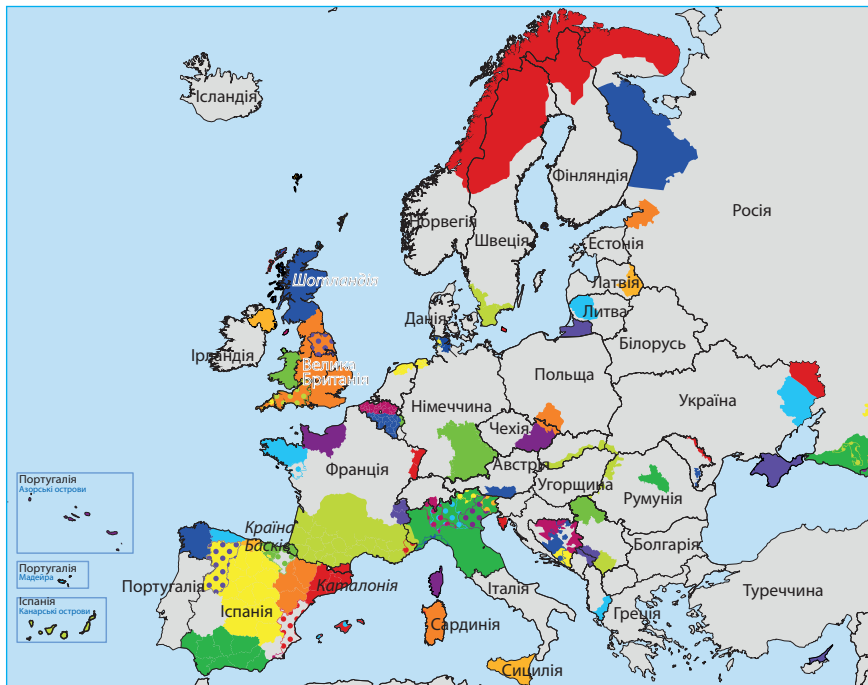 Ісландія
Фінляндія
Норвегія
Росія
Швеція
Естонія
Шотландія
Латвія
Данія
Литва
Ірландія
Велика
Британія
Білорусь
Польща
Німеччина
Україна
Чехія
Франція
Австрія
Угорщина
Румунія
Португалія
Азорські острови
Країна
Басків
Болгарія
Португалія
Мадейра
Португалія
Каталонія
Італія
Туреччина
Іспанія
Канарські острови
Іспанія
Греція
Сардинія
Сицилія